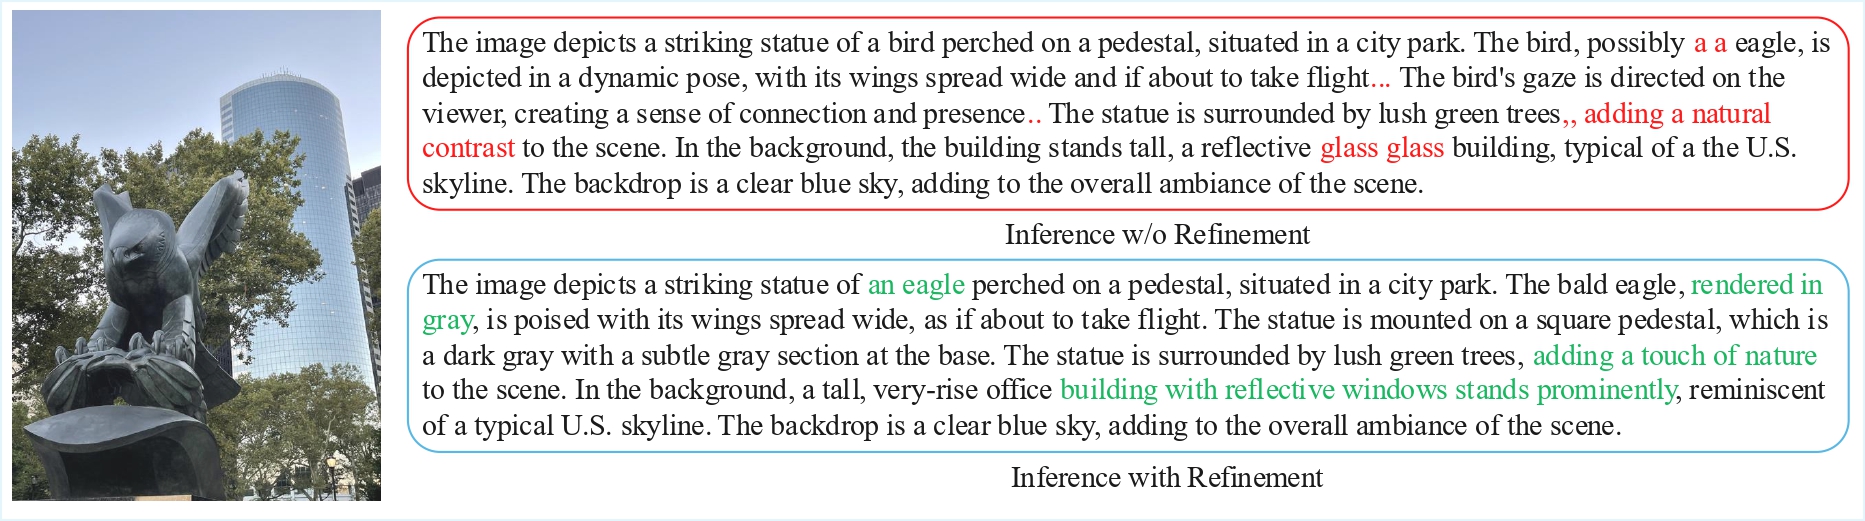 The image depicts a striking statue of a bird perched on a pedestal, situated in a city park. The bird, possibly a a eagle, is
depicted in a dynamic pose, with its wings spread wide and if about to take flight... The bird's gaze is directed on the
viewer, creating a sense of connection and presence.. The statue is surrounded by lush green trees,, adding a natural
contrast to the scene. In the background, the building stands tall, a reflective glass glass building, typical of a the U.S.
skyline. The backdrop is a clear blue sky, adding to the overall ambiance of the scene.
Inference w/o Refinement
The image depicts a striking statue of an eagle perched on a pedestal, situated in a city park. The bald eagle, rendered in
gray, is poised with its wings spread wide, as if about to take flight. The statue is mounted on a square pedestal, which is
a dark gray with a subtle gray section at the base. The statue is surrounded by lush green trees, adding a touch of nature
to the scene. In the background, a tall, very-rise office building with reflective windows stands prominently, reminiscent
of a typical U.S. skyline. The backdrop is a clear blue sky, adding to the overall ambiance of the scene.
Inference with Refinement